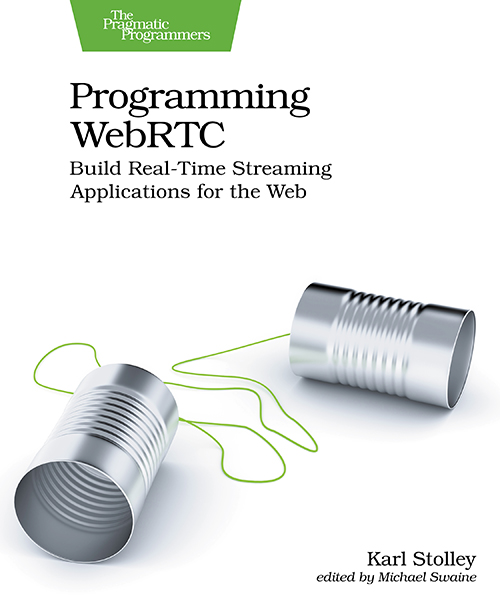 The
Pragmatic
Programmers
Programming
WebRTC
Build Real-Time Streaming
Applications for the Web
Karl Stolley
edited by Michael Swaine